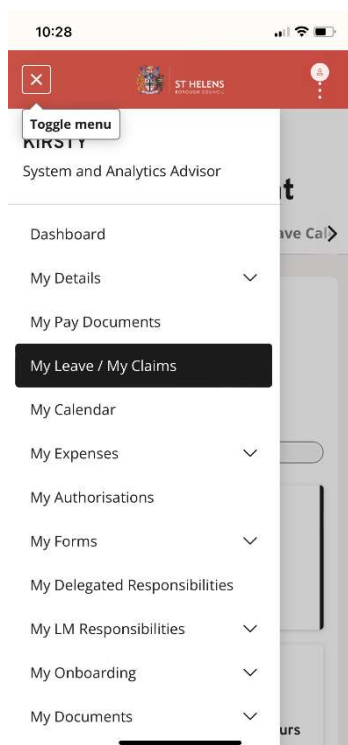 10:28
ST HELENS
BOROUGH COUNCIL
Toggle menu
KIRSTY
System and Analytics Advisor
Dashboard
My Details
My Pay Documents
My Leave / My Claims
My Calendar
My Expenses
My Authorisations
My Forms
My Delegated Responsibilities
My LM Responsibilities
My Onboarding
My Documents
t
ave Cal
urs